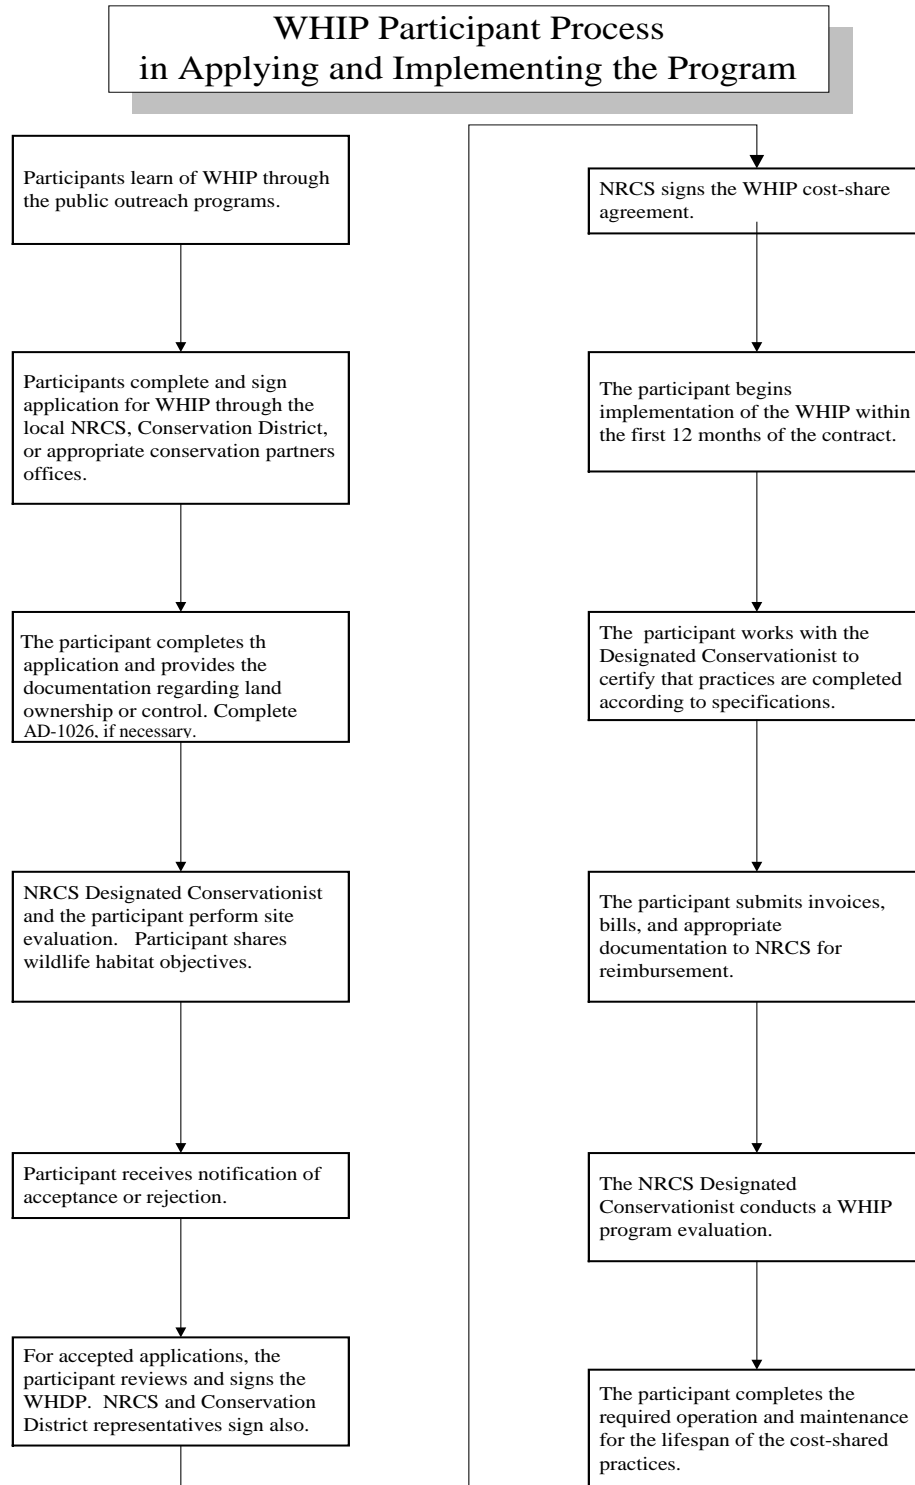 WHIP Participant Process
in Applying and Implementing the Program
Participants learn of WHIP through
the public outreach programs.
Participants complete and sign
application for WHIP through the
local NRCS, Conservation District,
or appropriate conservation partners
offices.
The participant completes th
application and provides the
documentation regarding land
ownership or control. Complete
AD-1026, if necessary.
NRCS Designated Conservationist
and the participant perform site
evaluation.   Participant shares
wildlife habitat objectives.
Participant receives notification of
acceptance or rejection.
For accepted applications, the
participant reviews and signs the
WHDP.  NRCS and Conservation
District representatives sign also.
NRCS signs the WHIP cost-share
agreement.
The participant begins
implementation of the WHIP within
the first 12 months of the contract.
The  participant works with the
Designated Conservationist to
certify that practices are completed
according to specifications.
The participant submits invoices,
bills, and appropriate
documentation to NRCS for
reimbursement.
The NRCS Designated
Conservationist conducts a WHIP
program evaluation.
The participant completes the
required operation and maintenance
for the lifespan of the cost-shared
practices.